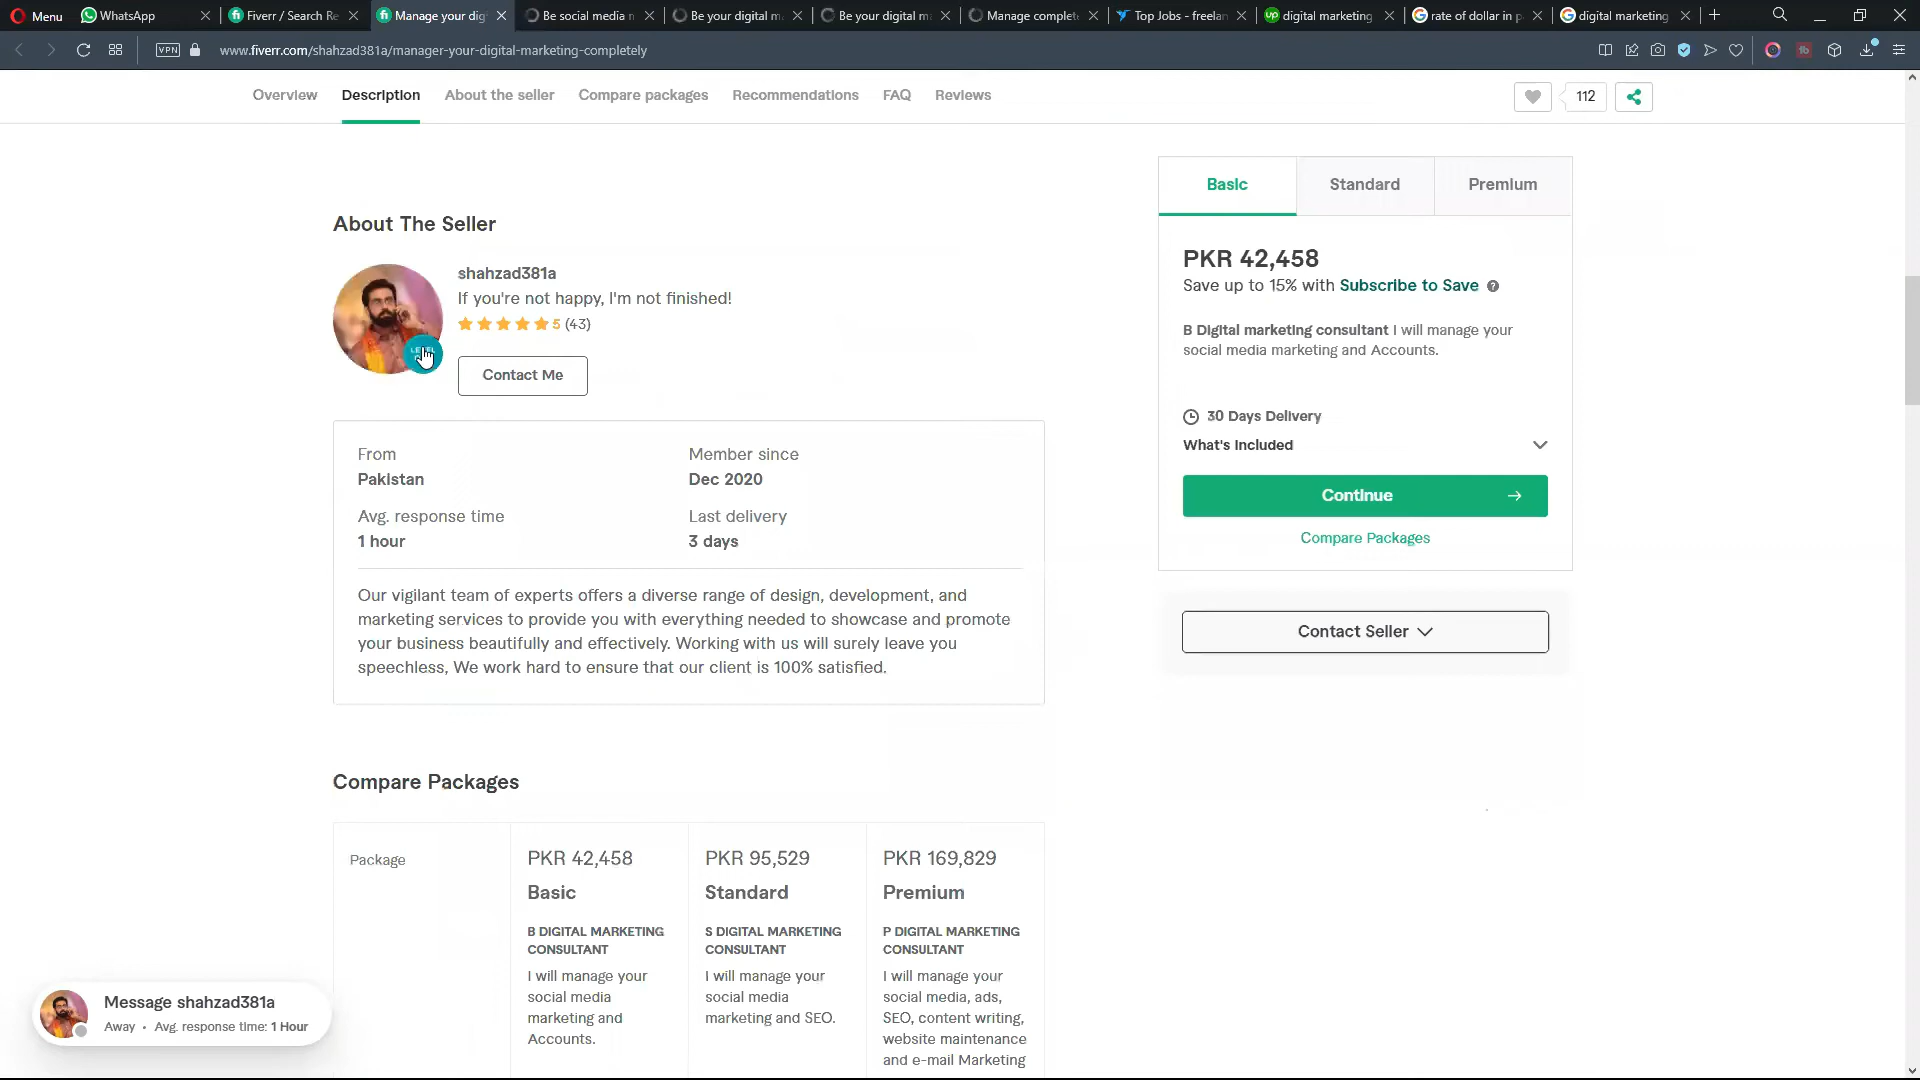 Menu
WhatsApp
Fiverr / Search Re
Manage your dig
Be social media m
Be your digital m
Be your digital m
Manage complet
Top Jobs - freelan
digital marketing
rate of dollar in p
digital marketing
VPN
www.fiverr.com/shahzad381a/manager-your-digital-marketing-completely
Overview
Description
About the seller
Compare packages
Recommendations
FAQ
Reviews
112
About The Seller
shahzad381a
If you're not happy, I'm not finished!
5 (43)
Contact Me
From
Pakistan
Member since
Dec 2020
Avg. response time
1 hour
Last delivery
3 days
Our vigilant team of experts offers a diverse range of design, development, and
marketing services to provide you with everything needed to showcase and promote
your business beautifully and effectively. Working with us will surely leave you
speechless, We work hard to ensure that our client is 100% satisfied.
Basic
Standard
Premium
PKR 42,458
Save up to 15% with Subscribe to Save
B Digital marketing consultant I will manage your
social media marketing and Accounts.
30 Days Delivery
What's Included
Continue
Compare Packages
Contact Seller
Compare Packages
Package
PKR 42,458
Basic
B DIGITAL MARKETING
CONSULTANT
I will manage your
social media
marketing and
Accounts.
PKR 95,529
Standard
S DIGITAL MARKETING
CONSULTANT
I will manage your
social media
marketing and SEO.
PKR 169,829
Premium
P DIGITAL MARKETING
CONSULTANT
I will manage your
social media, ads,
SEO, content writing,
website maintenance
and e-mail Marketing
Message shahzad381a
Away • Avg. response time: 1 Hour